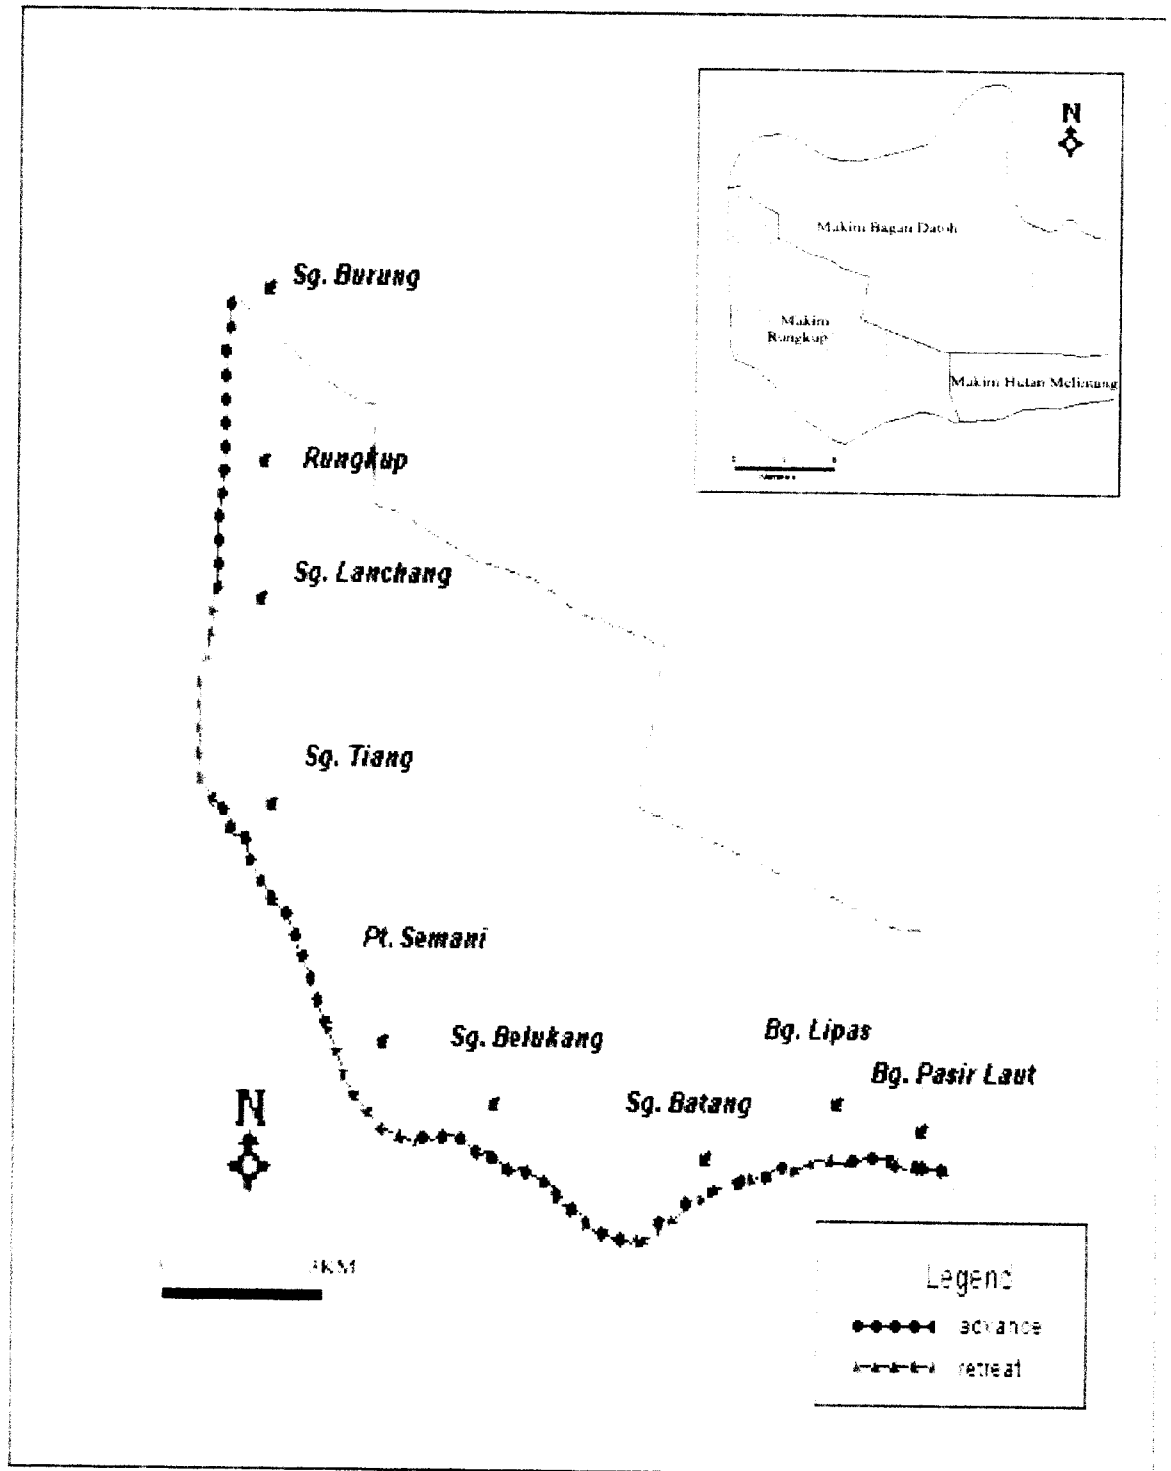 N
Makim Bagan Datoh
Makim
Rungkup
Makim Hutan Melintang
Sg. Burung
Rungkup
Sg. Lanchang
Sg. Tiang
Pt. Semani
Sg. Belukang
Bg. Lipas
Bg. Pasir Laut
Sg. Batang
N
3KM
Legend
advance
retreat